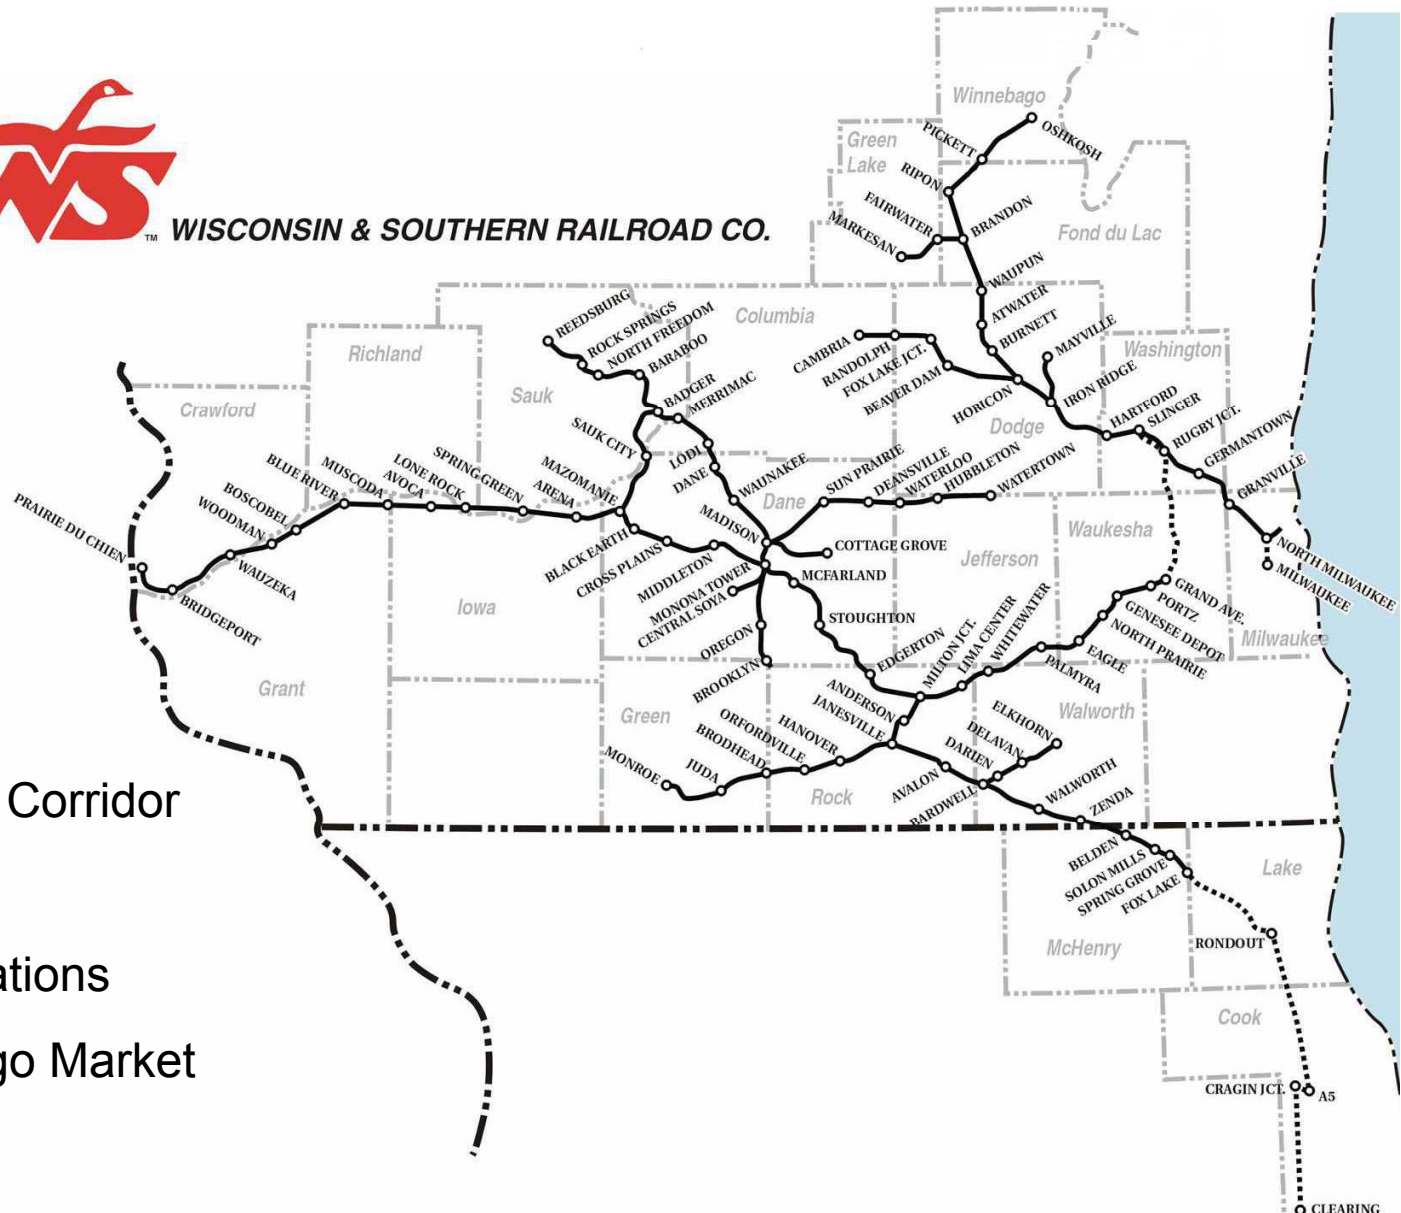 NS
™
WISCONSIN & SOUTHERN RAILROAD CO.
Winnebago
Green
Lake
Fond du Lac
Columbia
Richland
Sauk
Crawford
Washington
Dodge
Dane
Jefferson
Waukesha
Iowa
Milwaukee
Grant
Green
Rock
Walworth
McHenry
Lake
Cook
OSHKOSH
PICKETT
RIPON
FAIRWATER
MARKESAN
BRANDON
WAUPUN
ATWATER
BURNETT
MAYVILLE
CAMBRIA
RANDOLPH
FOX LAKE JCT.
BEAVER DAM
HORICON
IRON RIDGE
HARTFORD
SLINGER
RUGBY JCT.
GERMANTOWN
GRANVILLE
NORTH MILWAUKEE
MILWAUKEE
REEDSBURG
ROCK SPRINGS
NORTH FREEDOM
BARABOO
BADGER
MERRIMAC
SAUK CITY
LODI
DANE
WAUNAKEE
MADISON
SUN PRAIRIE
DEANSVILLE
WATERLOO
HUBBLETON
WATERTOWN
COTTAGE GROVE
PRAIRIE DU CHIEN
BRIDGEPORT
WAUZEKA
WOODMAN
BOSCOBEL
BLUE RIVER
MUSCODA
AVOCA
LONE ROCK
SPRING GREEN
ARENA
MAZOMANIE
BLACK EARTH
CROSS PLAINS
MIDDLETON
MONONA TOWER
CENTRAL SOYA
MCFARLAND
STOUGHTON
OREGON
BROOKLYN
EDGERTON
MILTON JCT.
LIMA CENTER
WHITEWATER
PALMYRA
EAGLE
NORTH PRAIRIE
GENESEE DEPOT
PORTZ
GRAND AVE.
ANDERSON
JANESVILLE
HANOVER
ORFORDVILLE
BRODHEAD
JUDA
MONROE
AVALON
BARDWELL
DARIEN
DELAVAN
ELKHORN
WALWORTH
ZENDA
BELDEN
SOLON MILLS
SPRING GROVE
FOX LAKE
RONDOUT
CRAGIN JCT.
A5
CLEARING
Corridor
ations
go Market